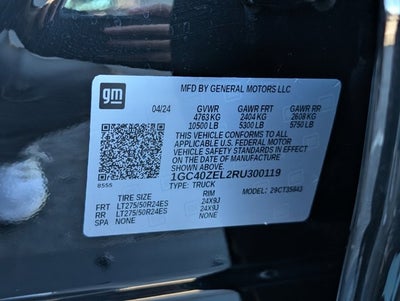 gm
MFD BY GENERAL MOTORS LLC
04/24 GVWR GAWR FRT GAWR RR
4763 KG 2404 KG 2608 KG
10500 LB 5300 LB 5750 LB
THIS VEHICLE CONFORMS TO ALL
APPLICABLE U.S. FEDERAL MOTOR
VEHICLE SAFETY STANDARDS IN EFFECT
ON THE DATE OF MANUFACTURE
SHOWN ABOVE.
1GC40ZEL2RU300119
8555 TYPE: TRUCK MODEL: 29CT35843
TIRE SIZE RIM
FRT LT275/50R24ES 24X9J
RR LT275/50R24ES 24X9J
SPA NONE NONE